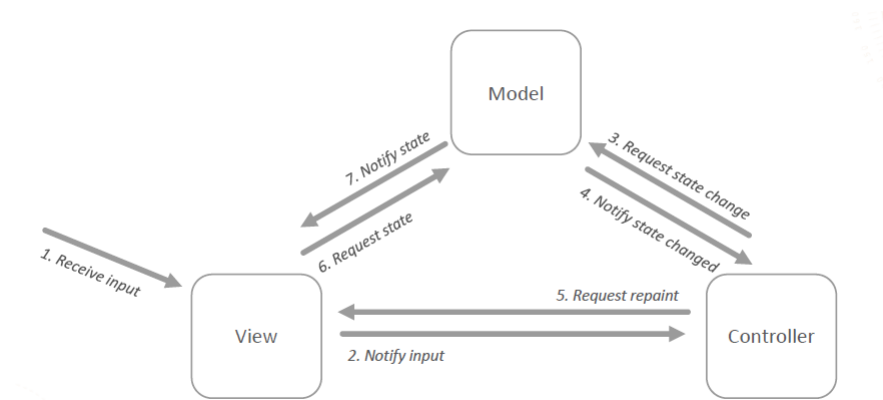 Model
7. Notify state
3. Request state change
6. Request state
4. Notify state changed
1. Receive input
5. Request repaint
View
Controller
2. Notify input